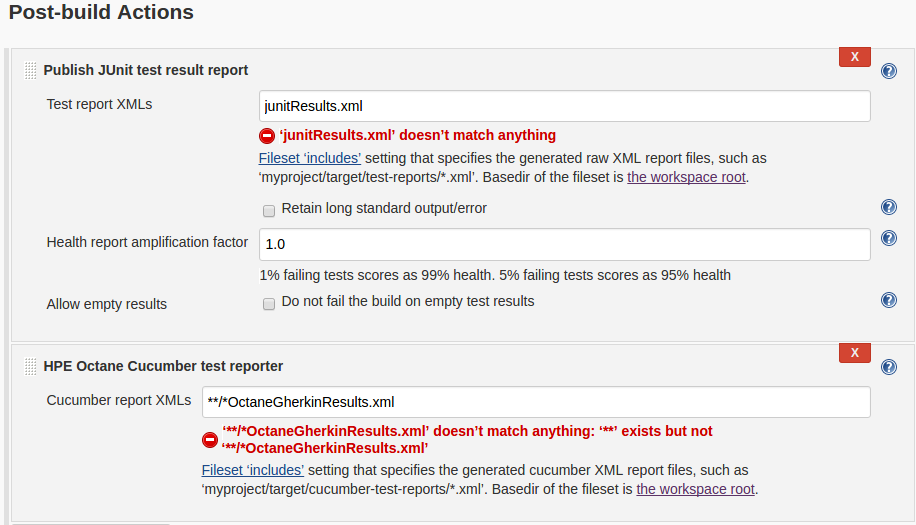 Post-build Actions
X
Publish JUnit test result report
?
Test report XMLs
junitResults.xml
‘junitResults.xml’ doesn’t match anything
Fileset ‘includes’ setting that specifies the generated raw XML report files, such as
‘myproject/target/test-reports/*.xml’. Basedir of the fileset is the workspace root.
Retain long standard output/error
?
Health report amplification factor
1.0
?
1% failing tests scores as 99% health. 5% failing tests scores as 95% health
Allow empty results
Do not fail the build on empty test results
?
X
HPE Octane Cucumber test reporter
?
Cucumber report XMLs
**/*OctaneGherkinResults.xml
‘**/*OctaneGherkinResults.xml’ doesn’t match anything: ‘**’ exists but not
‘**/*OctaneGherkinResults.xml’
Fileset ‘includes’ setting that specifies the generated cucumber XML report files, such as
‘myproject/target/cucumber-test-reports/*.xml’. Basedir of the fileset is the workspace root.